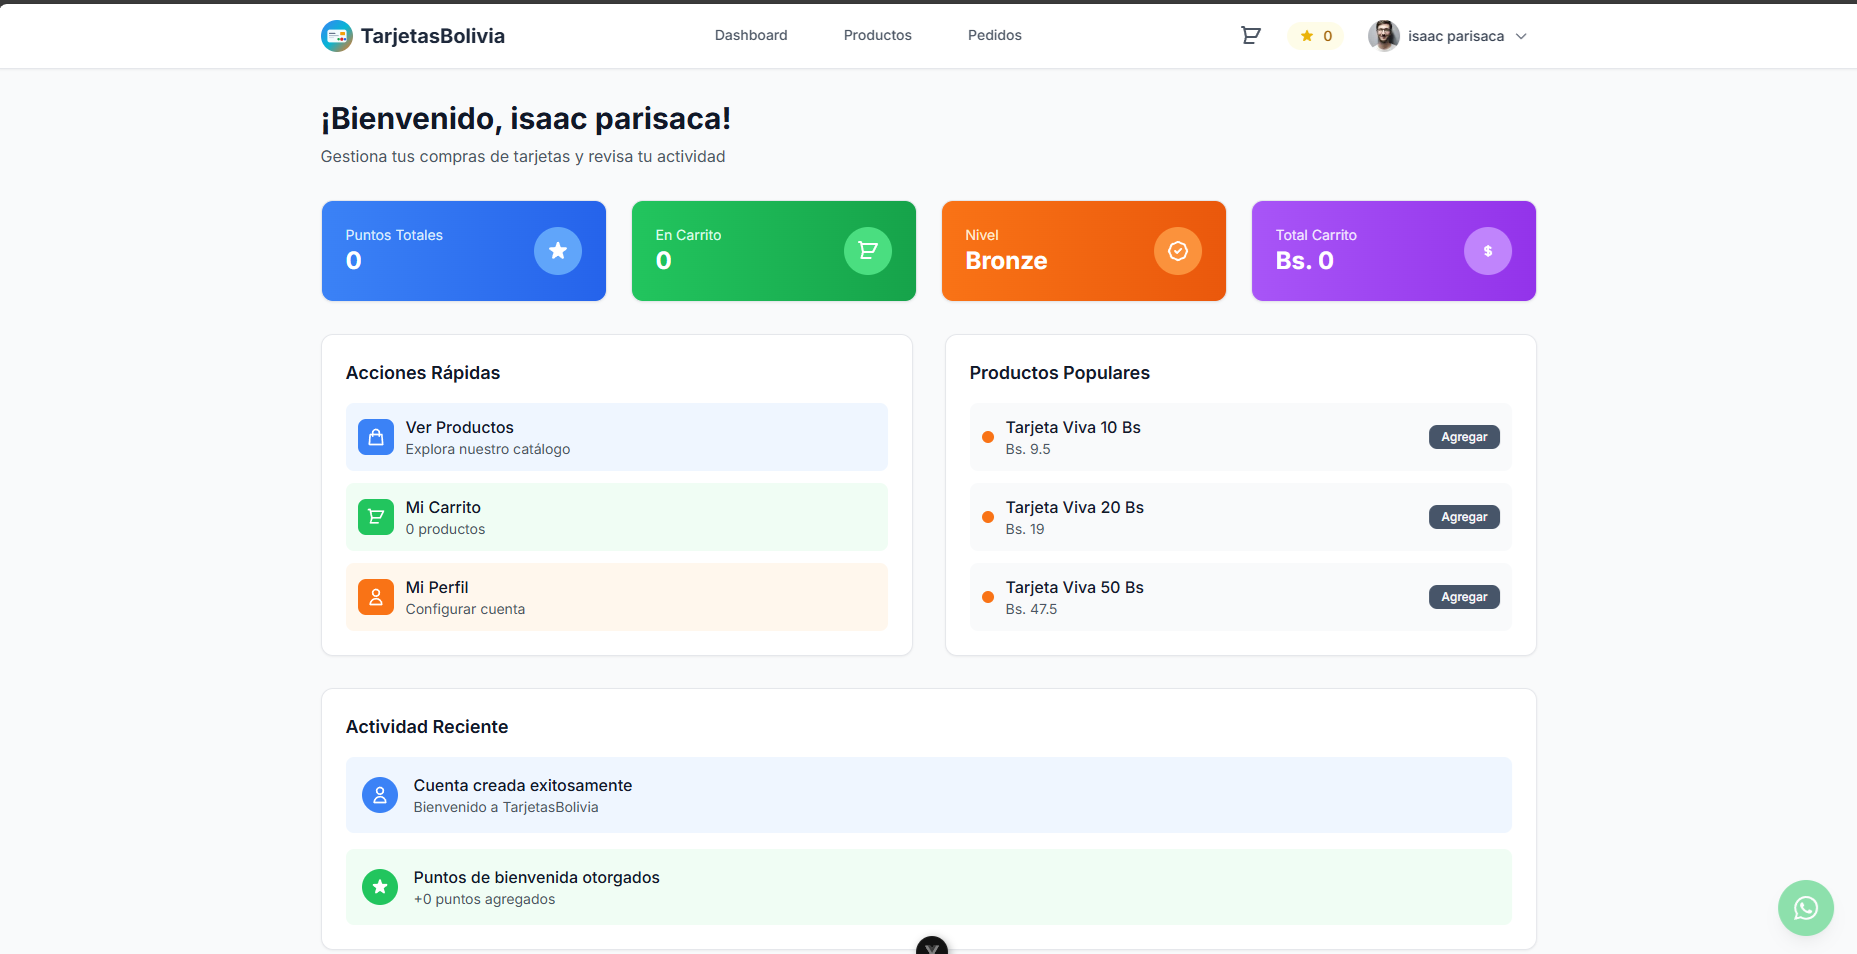 TarjetasBolivia
Dashboard
Productos
Pedidos
0
isaac parisaca
¡Bienvenido, isaac parisaca!
Gestiona tus compras de tarjetas y revisa tu actividad
Puntos Totales
0
En Carrito
0
Nivel
Bronze
Total Carrito
Bs. 0
$
Acciones Rápidas
Ver Productos
Explora nuestro catálogo
Mi Carrito
0 productos
Mi Perfil
Configurar cuenta
Productos Populares
Tarjeta Viva 10 Bs
Bs. 9.5
Agregar
Tarjeta Viva 20 Bs
Bs. 19
Agregar
Tarjeta Viva 50 Bs
Bs. 47.5
Agregar
Actividad Reciente
Cuenta creada exitosamente
Bienvenido a TarjetasBolivia
Puntos de bienvenida otorgados
+0 puntos agregados